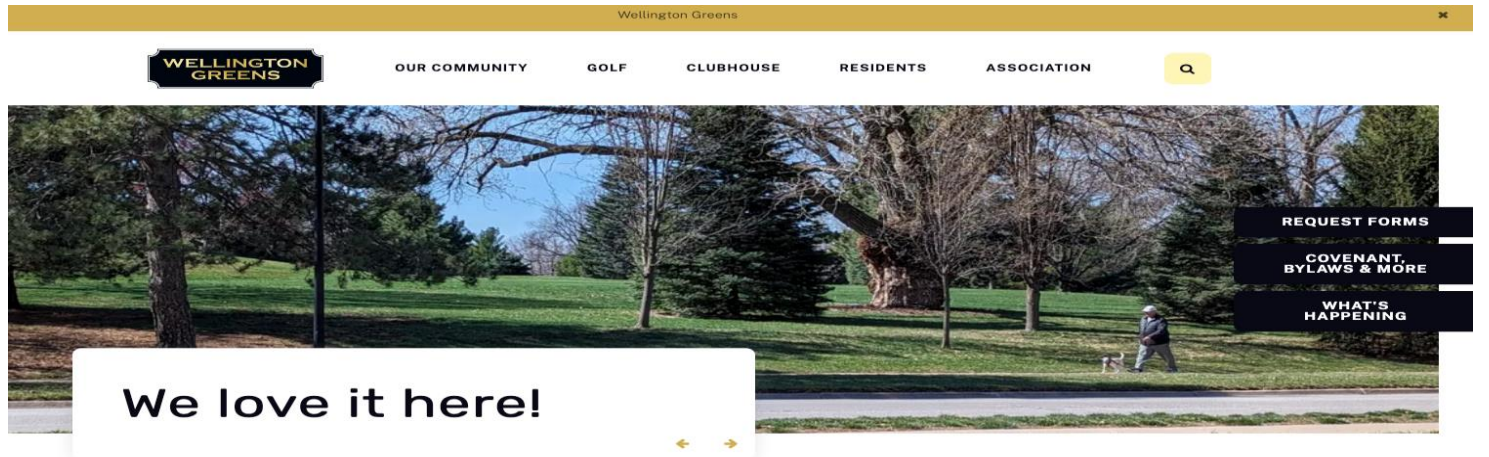 Wellington Greens
WELLINGTON
GREENS
OUR COMMUNITY GOLF CLUBHOUSE RESIDENTS ASSOCIATION
REQUEST FORMS
COVENANT,
BYLAWS & MORE
WHAT'S
HAPPENING
We love it here!